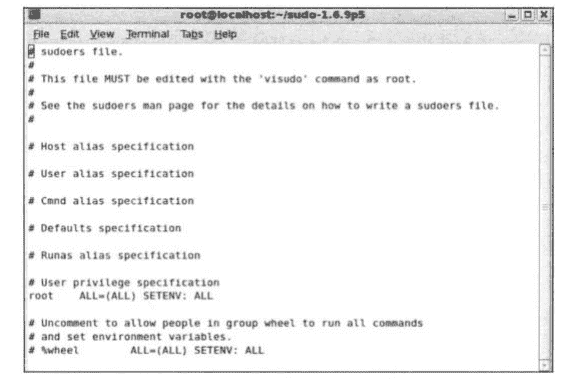 root@localhost:~/sudo-1.6.9p5
File Edit View Terminal Tabs Help
# sudoers file.
#
# This file MUST be edited with the 'visudo' command as root.
#
# See the sudoers man page for the details on how to write a sudoers file.
#
# Host alias specification
# User alias specification
# Cmnd alias specification
# Defaults specification
# Runas alias specification
# User privilege specification
root ALL=(ALL) SETENV: ALL
# Uncomment to allow people in group wheel to run all commands
# and set environment variables.
# %wheel ALL=(ALL) SETENV: ALL